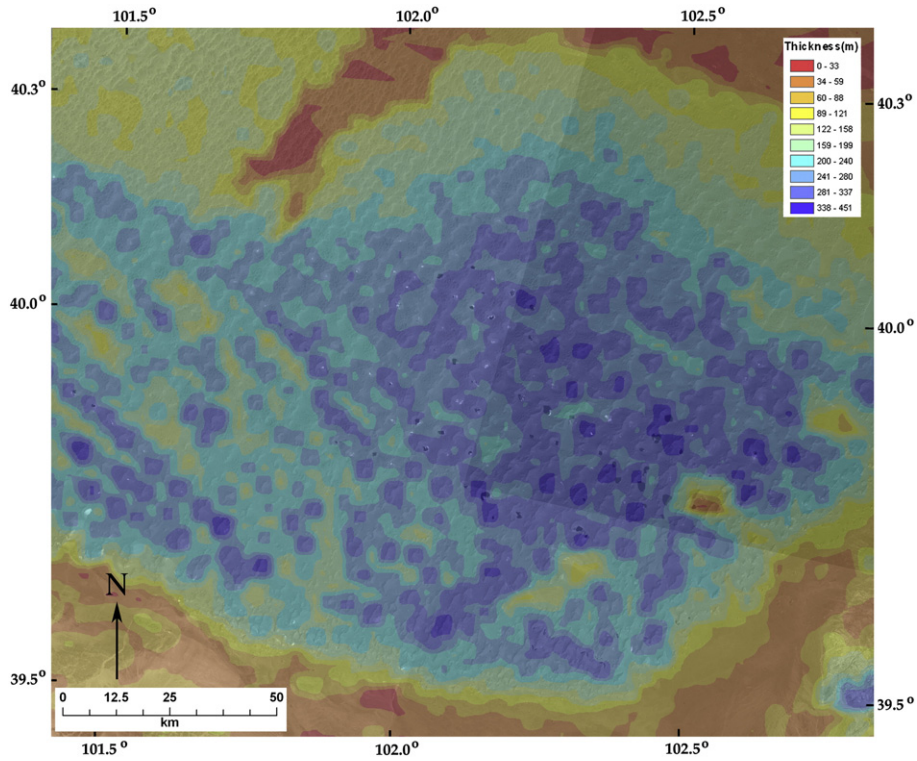 101.5°
102.0°
102.5°
Thickness(m)
0 - 33
34 - 59
60 - 88
89 - 121
122 - 158
159 - 199
200 - 240
241 - 280
281 - 337
338 - 451
40.3°
40.3°
40.0°
40.0°
N
39.5°
39.5°
0 12.5 25 50
km
101.5°
102.0°
102.5°